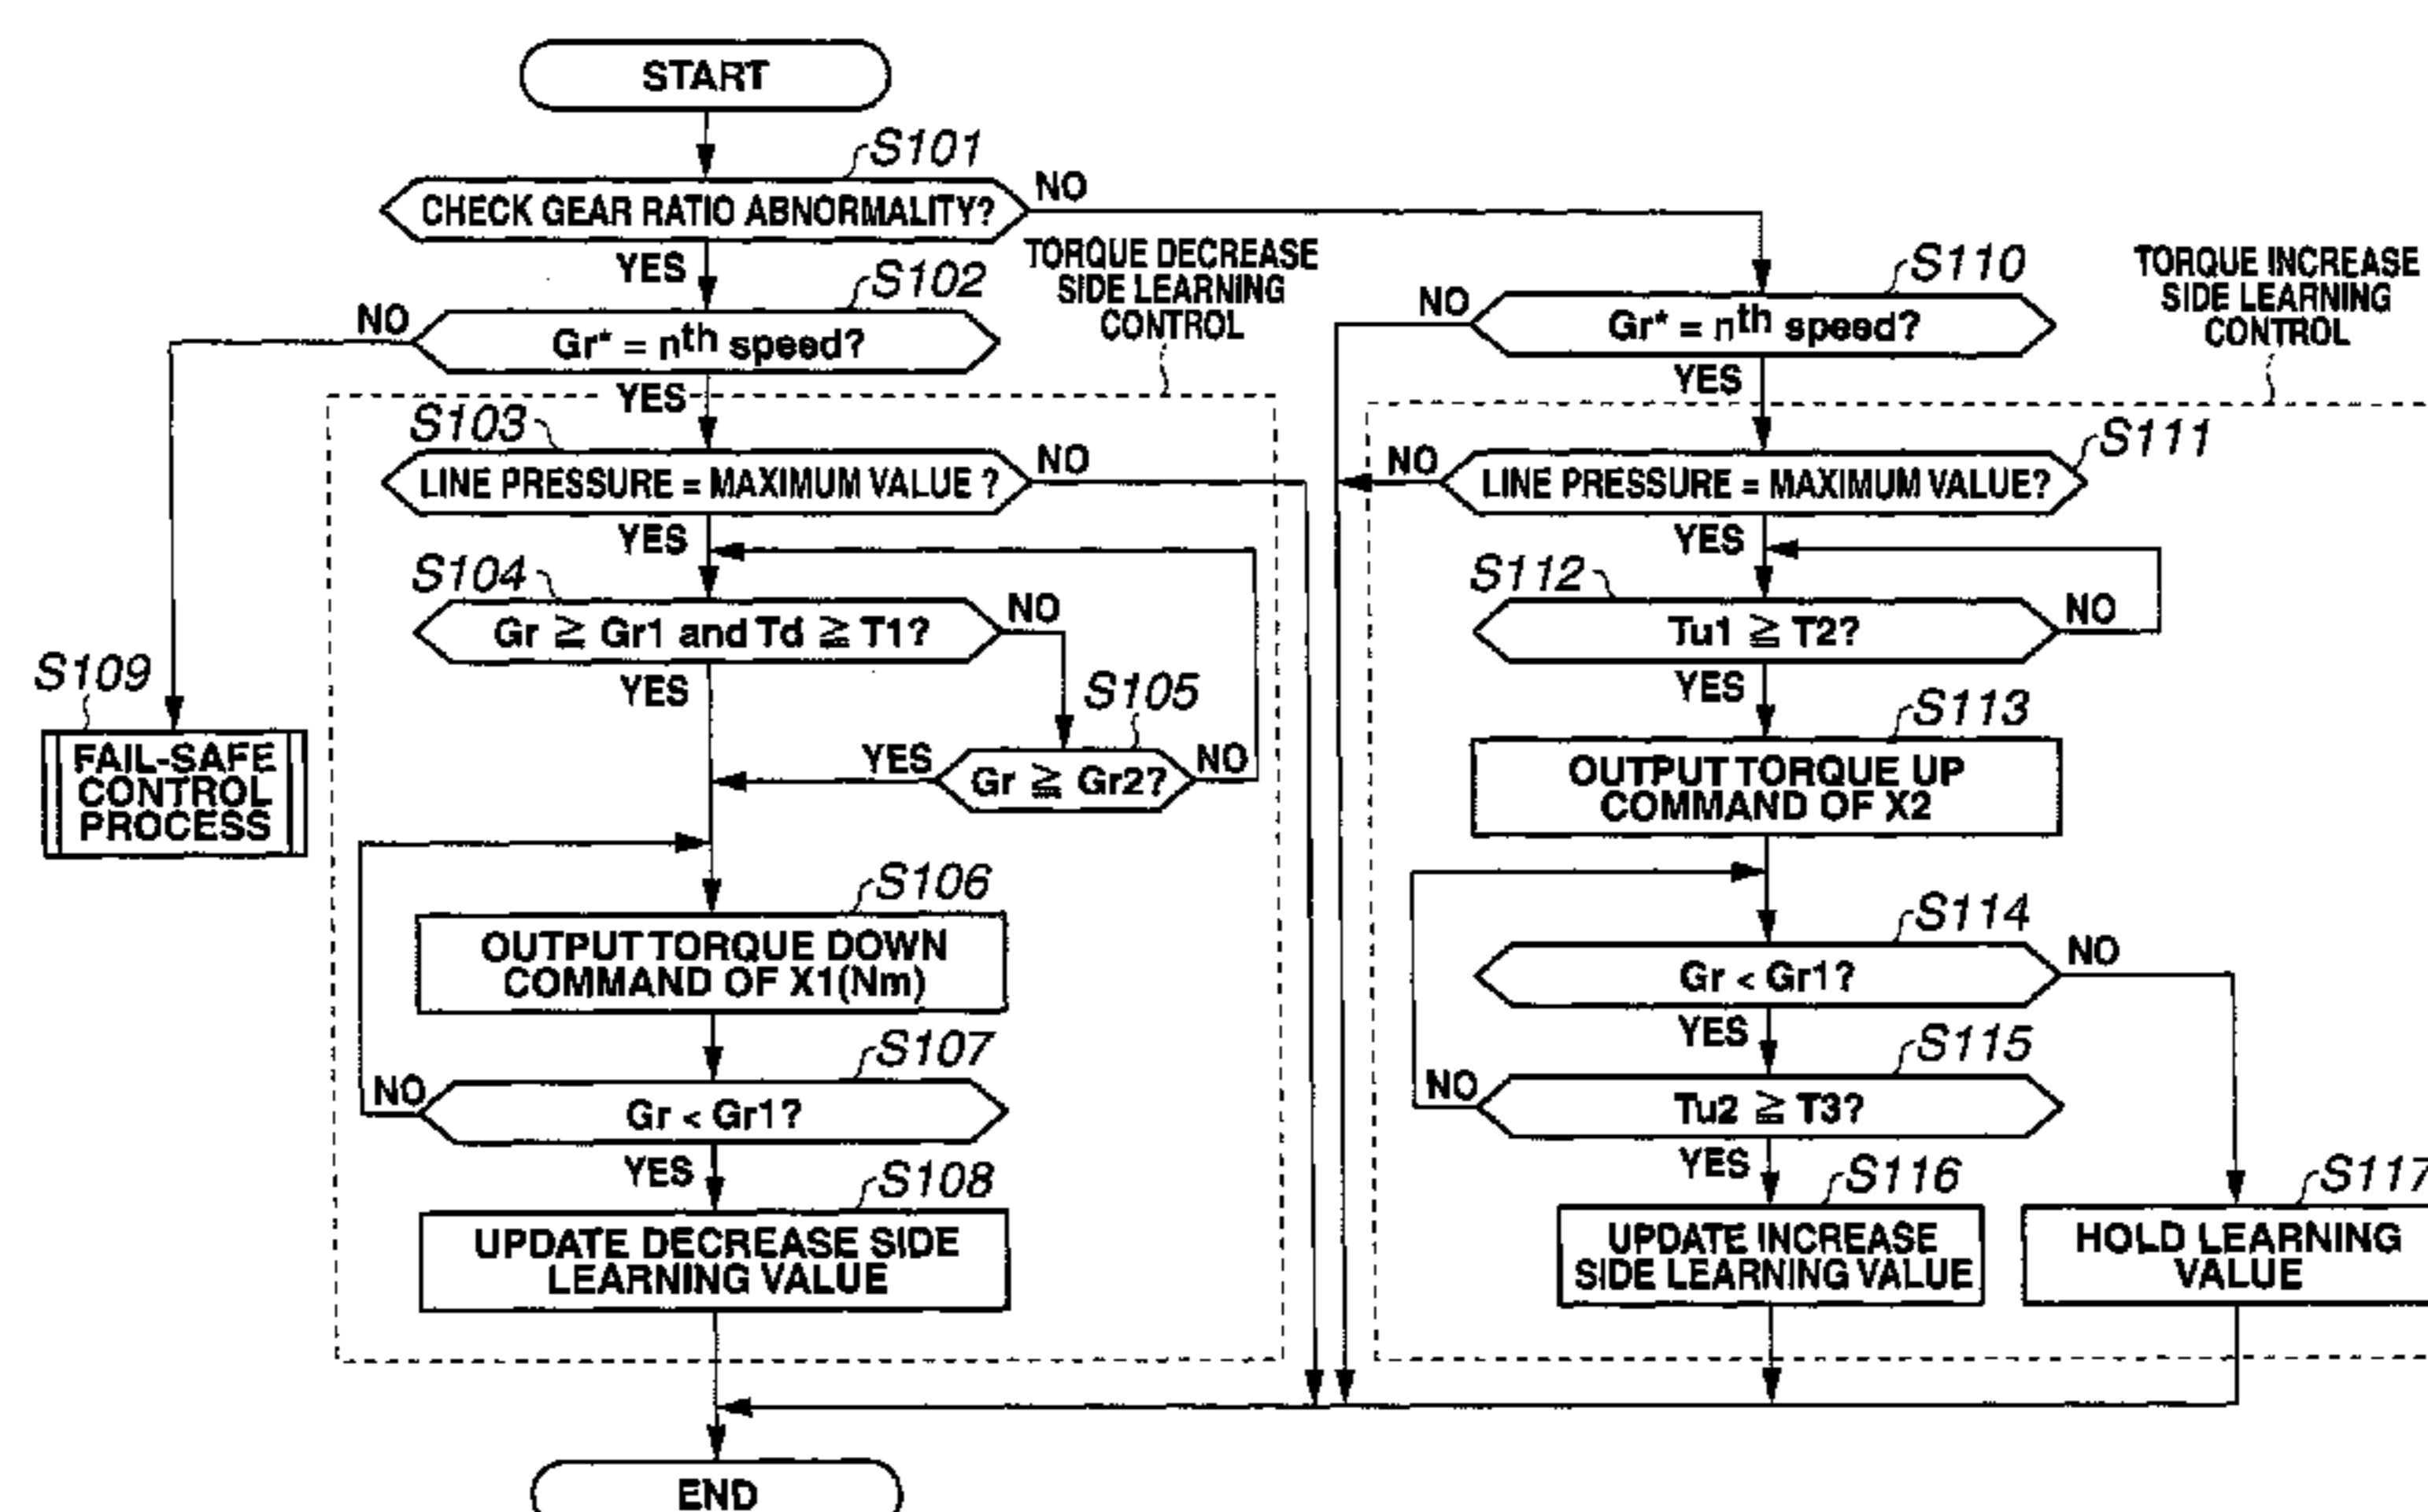 START
S101
CHECK GEAR RATIO ABNORMALITY?
NO
YES
S102
NO
Gr* = nth speed?
YES
TORQUE DECREASE
SIDE LEARNING
CONTROL
S103
LINE PRESSURE = MAXIMUM VALUE ?
NO
YES
S104
Gr ≧ Gr1 and Td ≧ T1?
NO
YES
S105
YES
Gr ≧ Gr2?
NO
S109
FAIL-SAFE
CONTROL
PROCESS
S106
OUTPUT TORQUE DOWN
COMMAND OF X1(Nm)
S107
NO
Gr < Gr1?
YES
S108
UPDATE DECREASE SIDE
LEARNING VALUE
END
S110
NO
Gr* = nth speed?
YES
TORQUE INCREASE
SIDE LEARNING
CONTROL
S111
NO
LINE PRESSURE = MAXIMUM VALUE?
YES
S112
Tu1 ≧ T2?
NO
YES
S113
OUTPUT TORQUE UP
COMMAND OF X2
S114
Gr < Gr1?
NO
YES
S115
NO
Tu2 ≧ T3?
YES
S116
UPDATE INCREASE
SIDE LEARNING VALUE
S117
HOLD LEARNING
VALUE